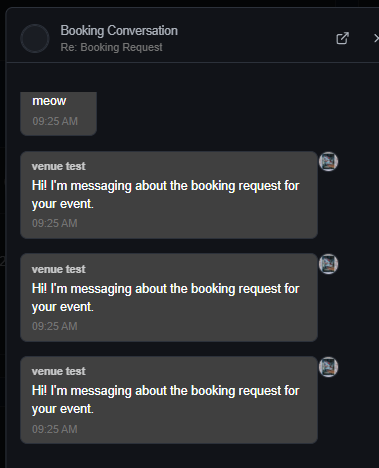 Booking Conversation
Re: Booking Request
meow
09:25 AM
venue test
Hi! I'm messaging about the booking request for
your event.
09:25 AM
venue test
Hi! I'm messaging about the booking request for
your event.
09:25 AM
venue test
Hi! I'm messaging about the booking request for
your event.
09:25 AM